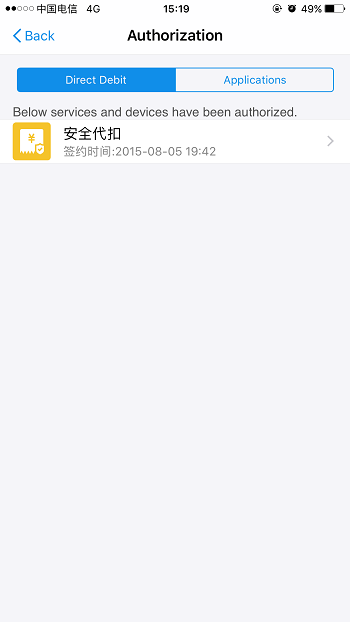 中国电信 4G 15:19 49%
Back Authorization
Direct Debit Applications
Below services and devices have been authorized.
¥
安全代扣
签约时间:2015-08-05 19:42